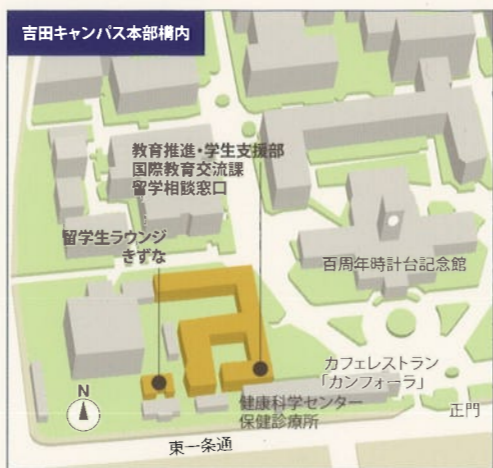 吉田キャンパス本部構内
教育推進・学生支援部
国際教育交流課
留学相談窓口
留学生ラウンジ
きずな
百周年時計台記念館
カフェレストラン
「カンフォーラ」
健康科学センター
保健診療所
正門
N
東一条通